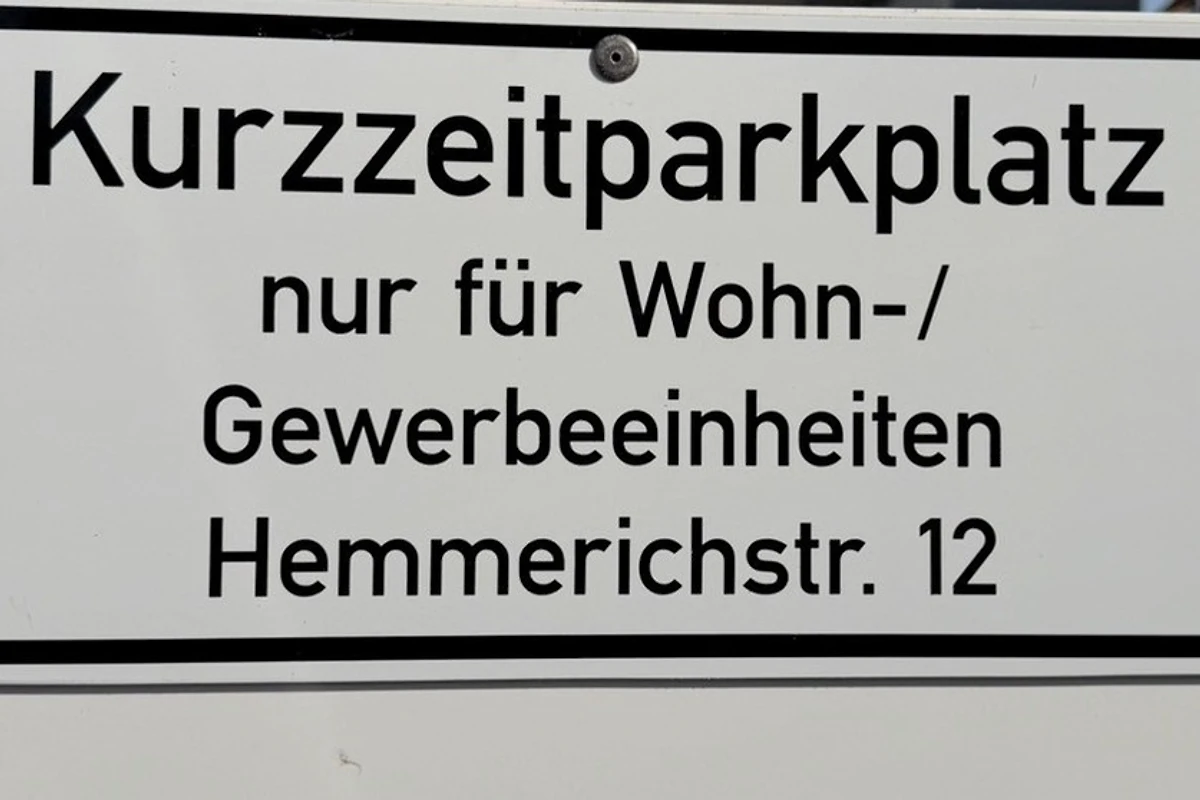 Kurzzeitparkplatz
nur für Wohn-/
Gewerbeeinheiten
Hemmerichstr. 12